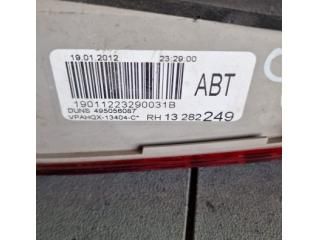 19.01.2012 23:29:00
ABT
19011223290031B
DUNS 495056087
VPAHQX-13404-C* RH 13 282 249